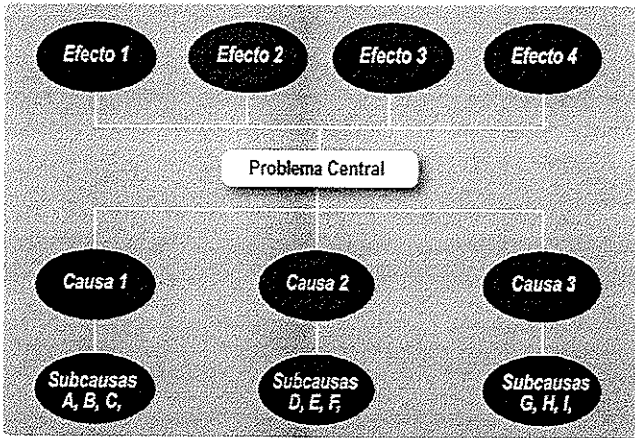 Efecto 1
Efecto 2
Efecto 3
Efecto 4
Problema Central
Causa 1
Causa 2
Causa 3
Subcausas
A, B, C,
Subcausas
D, E, F,
Subcausas
G, H, I,